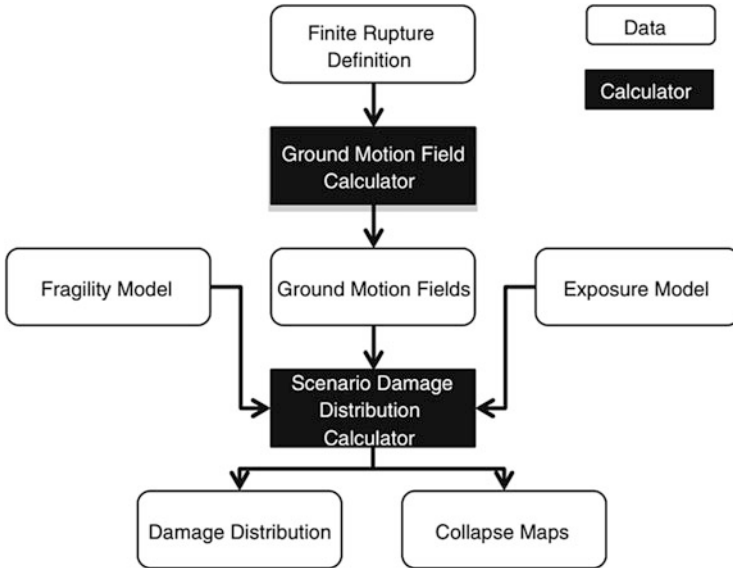 Finite Rupture
Definition
Data
Calculator
Ground Motion Field
Calculator
Fragility Model
Ground Motion Fields
Exposure Model
Scenario Damage
Distribution
Calculator
Damage Distribution
Collapse Maps